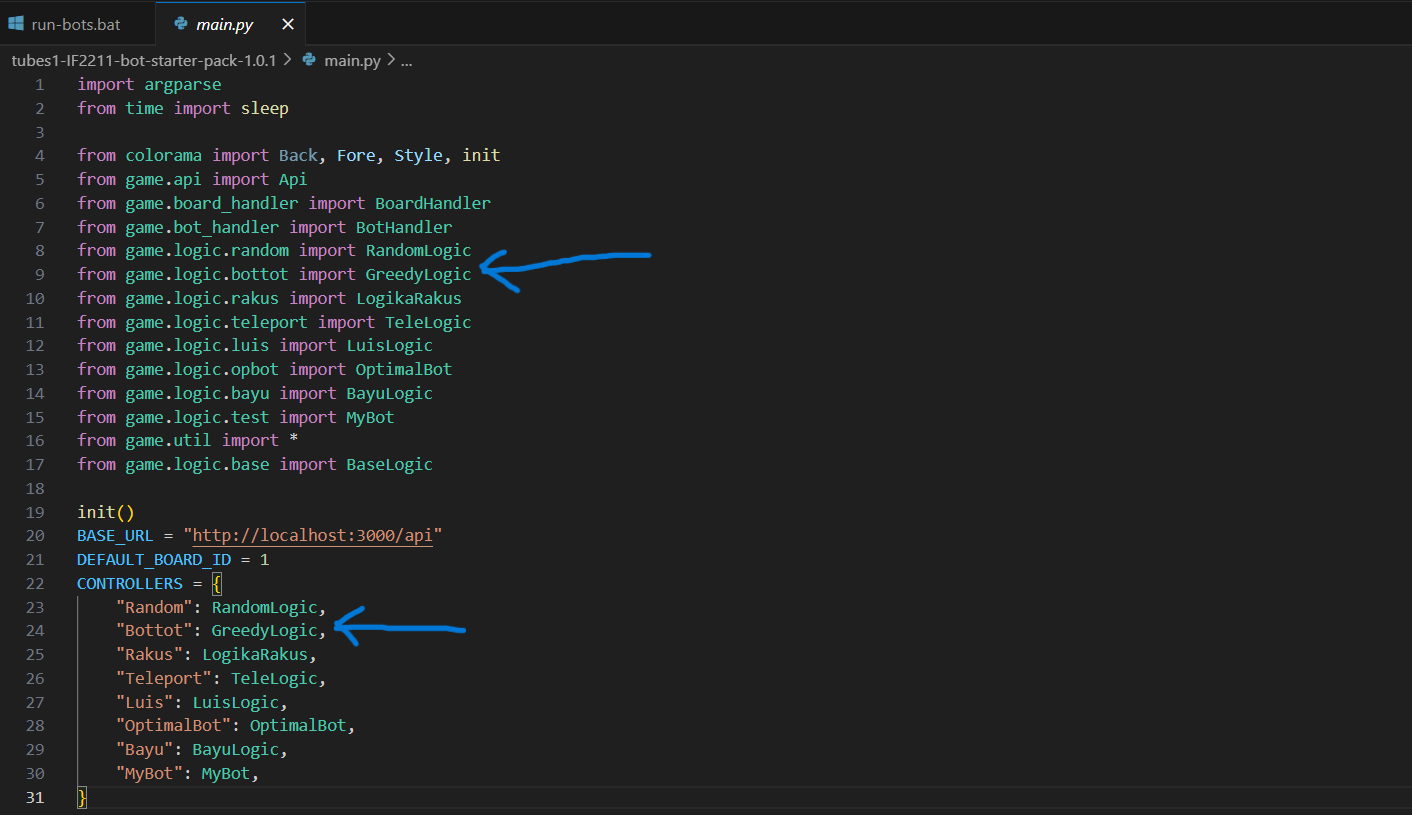 run-bots.bat main.py
tubes1-IF2211-bot-starter-pack-1.0.1 > main.py > ...
1 import argparse
2 from time import sleep
3
4 from colorama import Back, Fore, Style, init
5 from game.api import Api
6 from game.board_handler import BoardHandler
7 from game.bot_handler import BotHandler
8 from game.logic.random import RandomLogic
9 from game.logic.bottot import GreedyLogic
10 from game.logic.rakus import LogikaRakus
11 from game.logic.teleport import TeleLogic
12 from game.logic.luis import LuisLogic
13 from game.logic.opbot import OptimalBot
14 from game.logic.bayu import BayuLogic
15 from game.logic.test import MyBot
16 from game.util import *
17 from game.logic.base import BaseLogic
18
19 init()
20 BASE_URL = "http://localhost:3000/api"
21 DEFAULT_BOARD_ID = 1
22 CONTROLLERS = {
23 "Random": RandomLogic,
24 "Bottot": GreedyLogic,
25 "Rakus": LogikaRakus,
26 "Teleport": TeleLogic,
27 "Luis": LuisLogic,
28 "OptimalBot": OptimalBot,
29 "Bayu": BayuLogic,
30 "MyBot": MyBot,
31 }